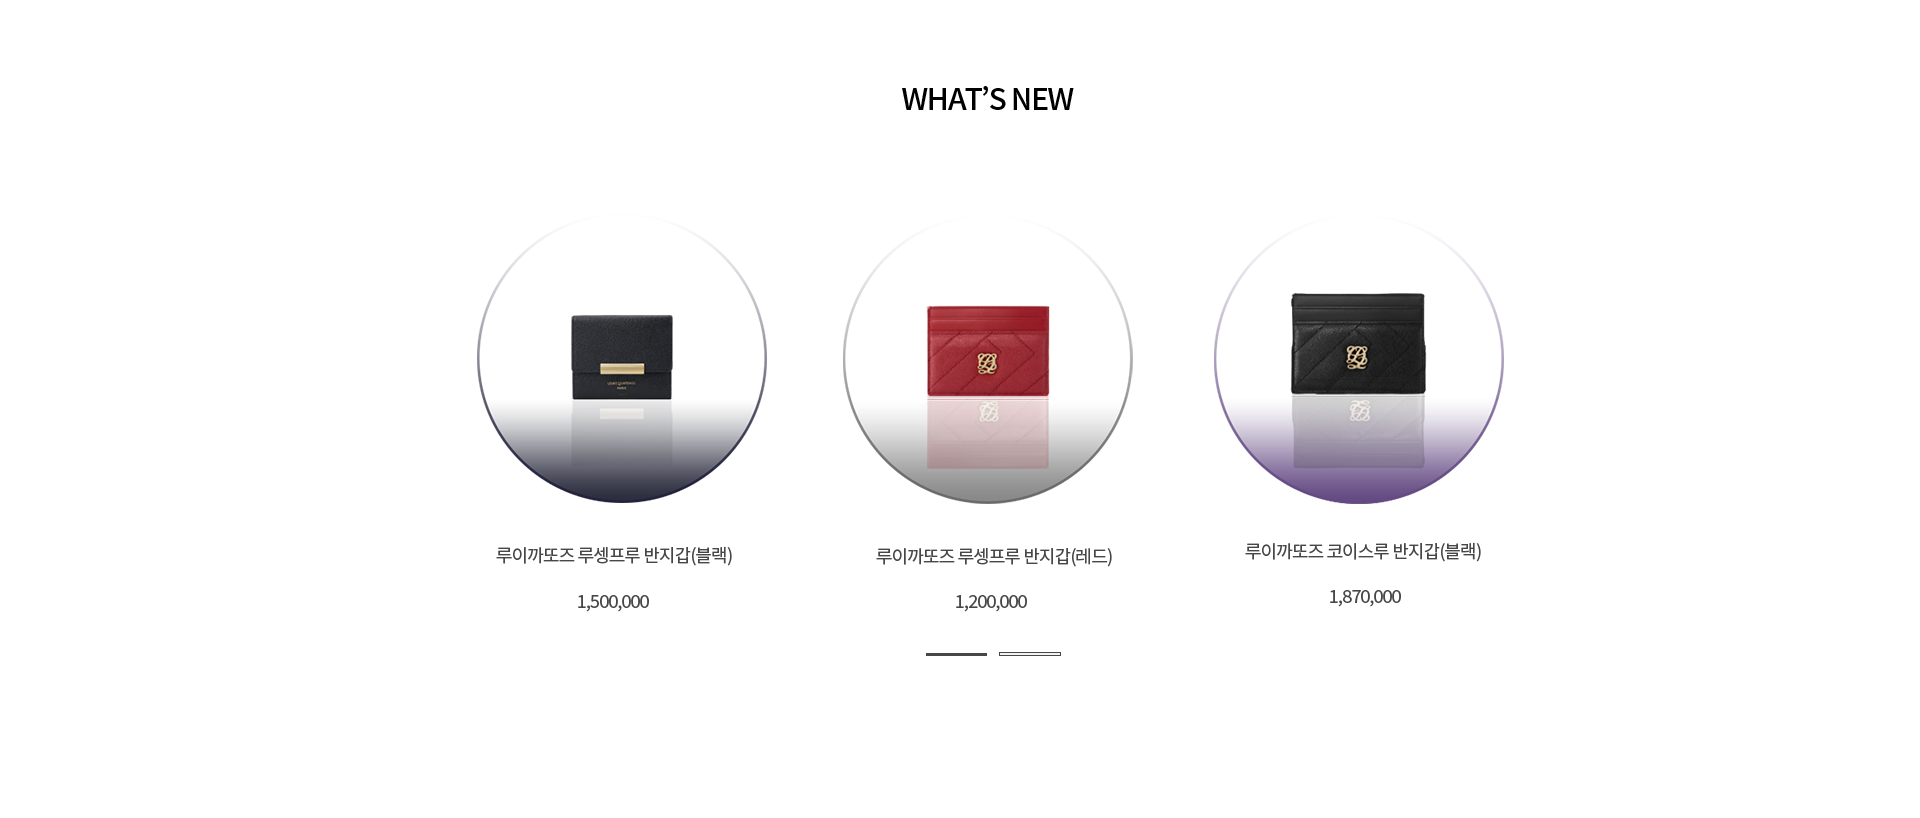 WHAT’S NEW
루이까또즈 루셍프루 반지갑(블랙)
루이까또즈 루셍프루 반지갑(레드)
루이까또즈 코이스루 반지갑(블랙)
1,500,000
1,200,000
1,870,000